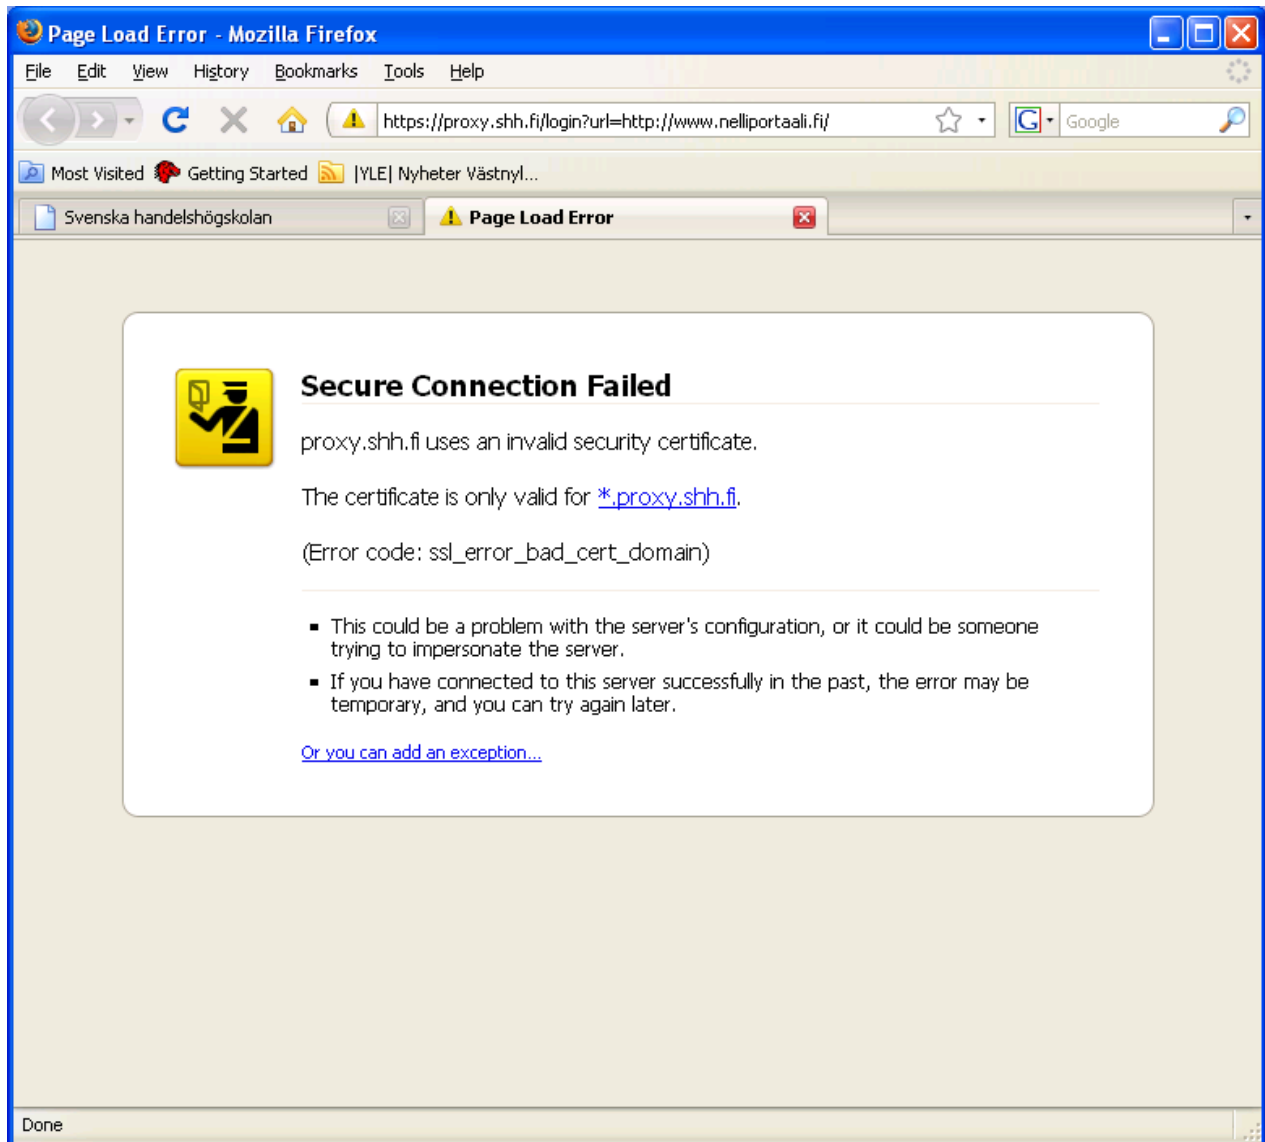 Page Load Error - Mozilla Firefox
File Edit View History Bookmarks Tools Help
https://proxy.shh.fi/login?url=http://www.nelliportaali.fi/ G Google
Most Visited Getting Started |YLE| Nyheter Västnyl...
Svenska handelshögskolan Page Load Error
Secure Connection Failed
proxy.shh.fi uses an invalid security certificate.
The certificate is only valid for *.proxy.shh.fi.
(Error code: ssl_error_bad_cert_domain)
This could be a problem with the server's configuration, or it could be someone
trying to impersonate the server.
If you have connected to this server successfully in the past, the error may be
temporary, and you can try again later.
Or you can add an exception...
Done